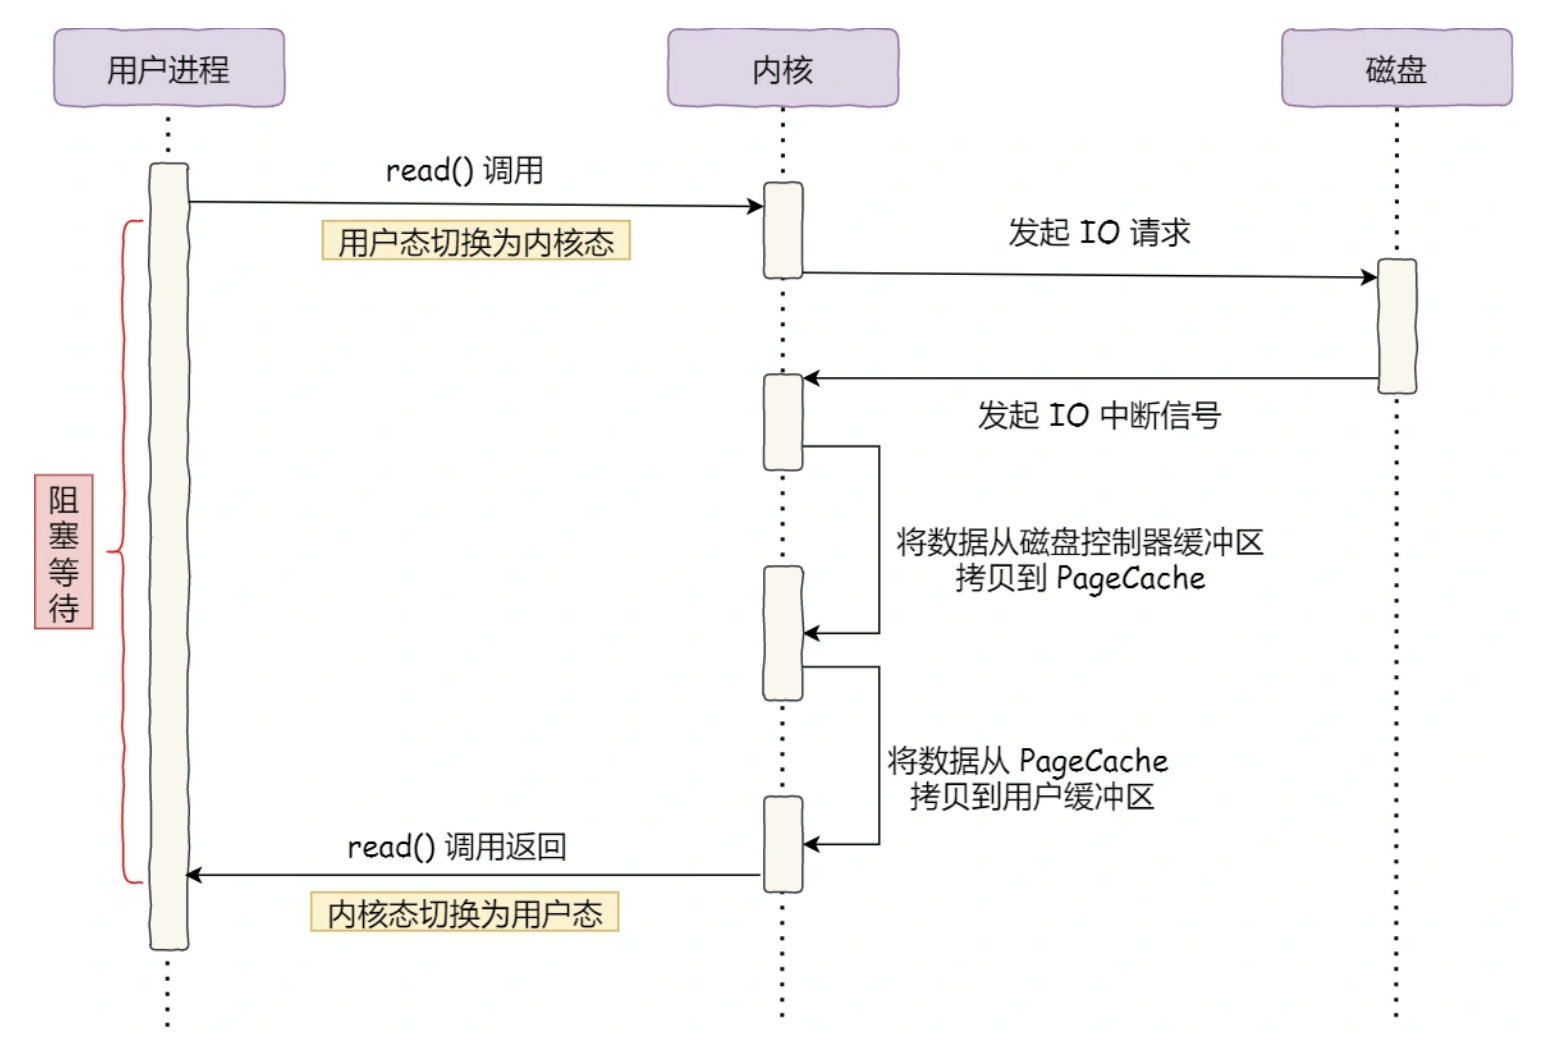 用户进程
内核
磁盘
read() 调用
用户态切换为内核态
发起 IO 请求
发起 IO 中断信号
阻
塞
等
待
将数据从磁盘控制器缓冲区
拷贝到 PageCache
将数据从 PageCache
拷贝到用户缓冲区
read() 调用返回
内核态切换为用户态